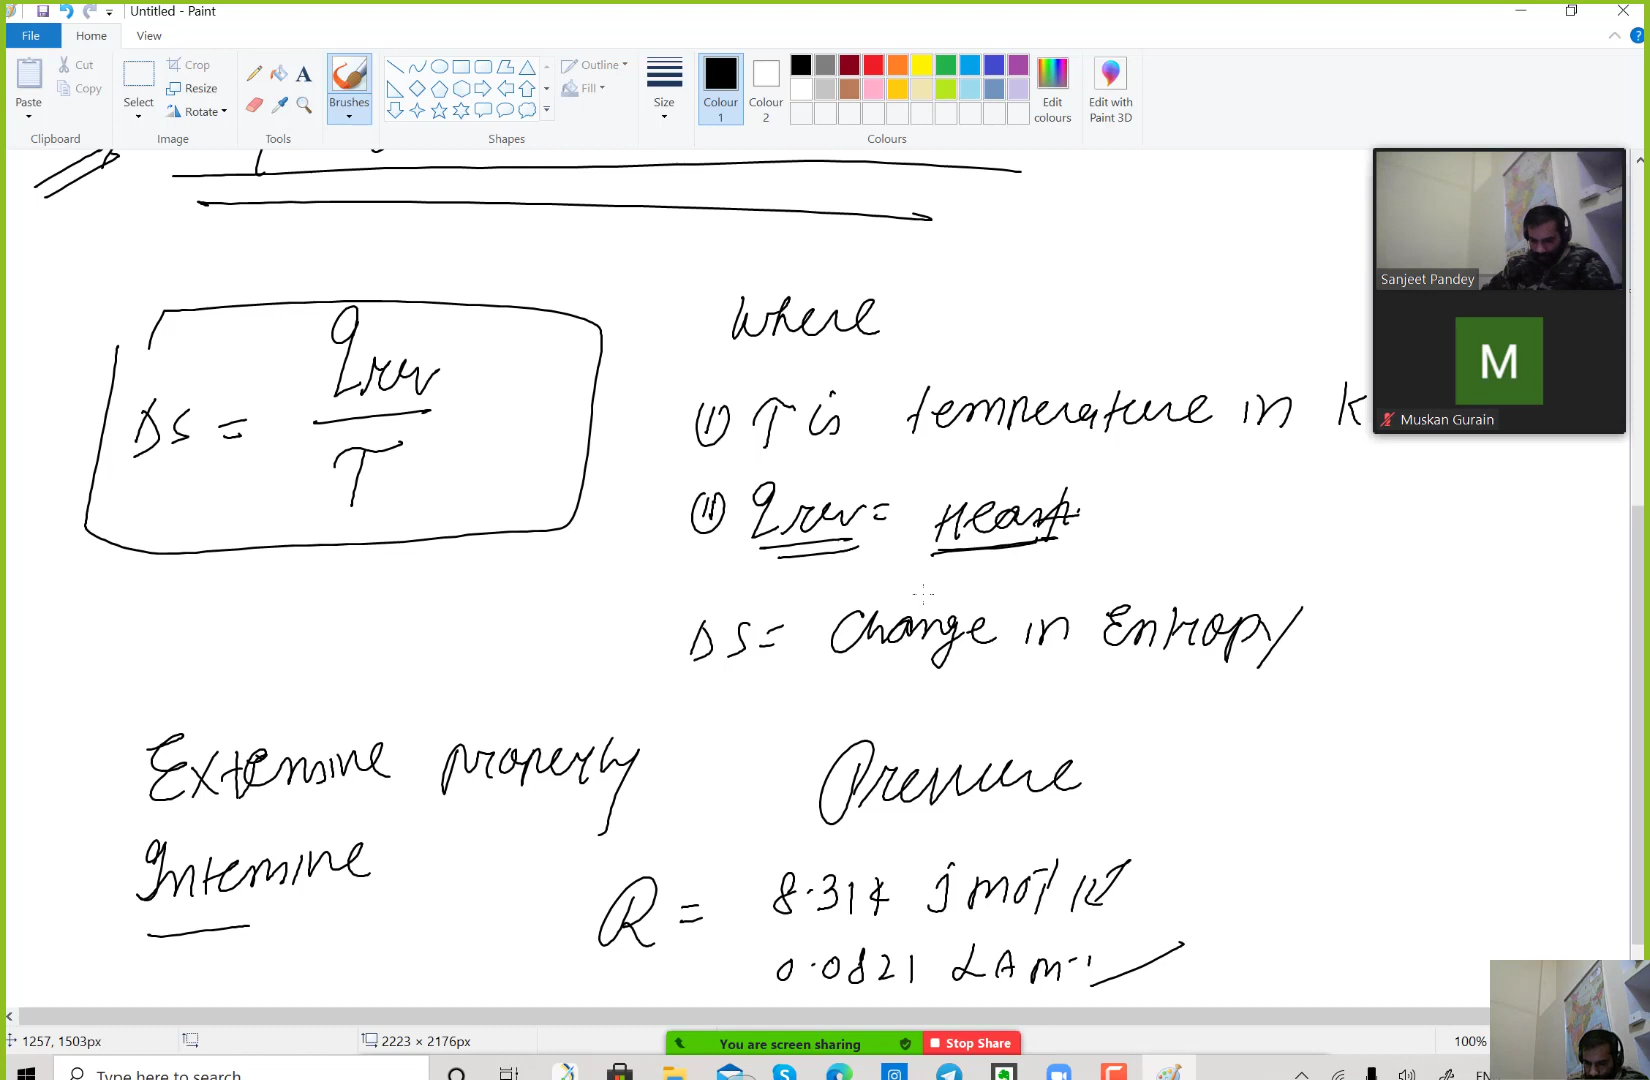 Untitled - Paint
File Home View
Paste
Cut
Copy
Clipboard
Select
Crop
Resize
Rotate
Image
Tools
Brushes
Shapes
Outline
Fill
Size
Colour 1
Colour 2
Edit colours
Edit with Paint 3D
Colours
Sanjeet Pandey
M
Muskan Gurain
ΔS = qrev
T
Where
(I) T is temperature in K
(II) qrev = Heat
ΔS = Change in Entropy
Extensive property Pressure
Intensive
R = 8.314 J mol⁻¹ K⁻¹
0.0821 L A m⁻¹
1257, 1503px
2223 × 2176px
You are screen sharing
Stop Share
100%
Type here to search